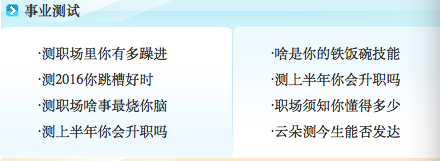 事业测试
·测职场里你有多躁进
·测2016你跳槽好时
·测职场啥事最烧你脑
·测上半年你会升职吗
·啥是你的铁饭碗技能
·测上半年你会升职吗
·职场须知你懂得多少
·云朵测今生能否发达